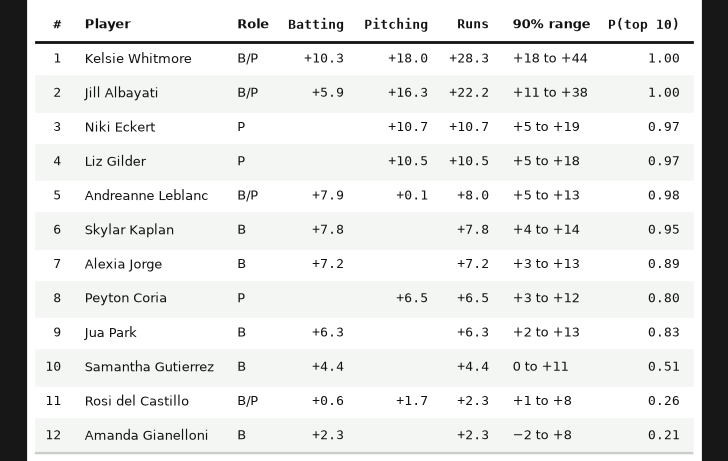 # Player Role Batting Pitching Runs 90% range P(top 10)
1 Kelsie Whitmore B/P +10.3 +18.0 +28.3 +18 to +44 1.00
2 Jill Albayati B/P +5.9 +16.3 +22.2 +11 to +38 1.00
3 Niki Eckert P +10.7 +10.7 +5 to +19 0.97
4 Liz Gilder P +10.5 +10.5 +5 to +18 0.97
5 Andreanne Leblanc B/P +7.9 +0.1 +8.0 +5 to +13 0.98
6 Skylar Kaplan B +7.8 +7.8 +4 to +14 0.95
7 Alexia Jorge B +7.2 +7.2 +3 to +13 0.89
8 Peyton Coria P +6.5 +6.5 +3 to +12 0.80
9 Jua Park B +6.3 +6.3 +2 to +13 0.83
10 Samantha Gutierrez B +4.4 +4.4 0 to +11 0.51
11 Rosi del Castillo B/P +0.6 +1.7 +2.3 +1 to +8 0.26
12 Amanda Gianelloni B +2.3 +2.3 −2 to +8 0.21